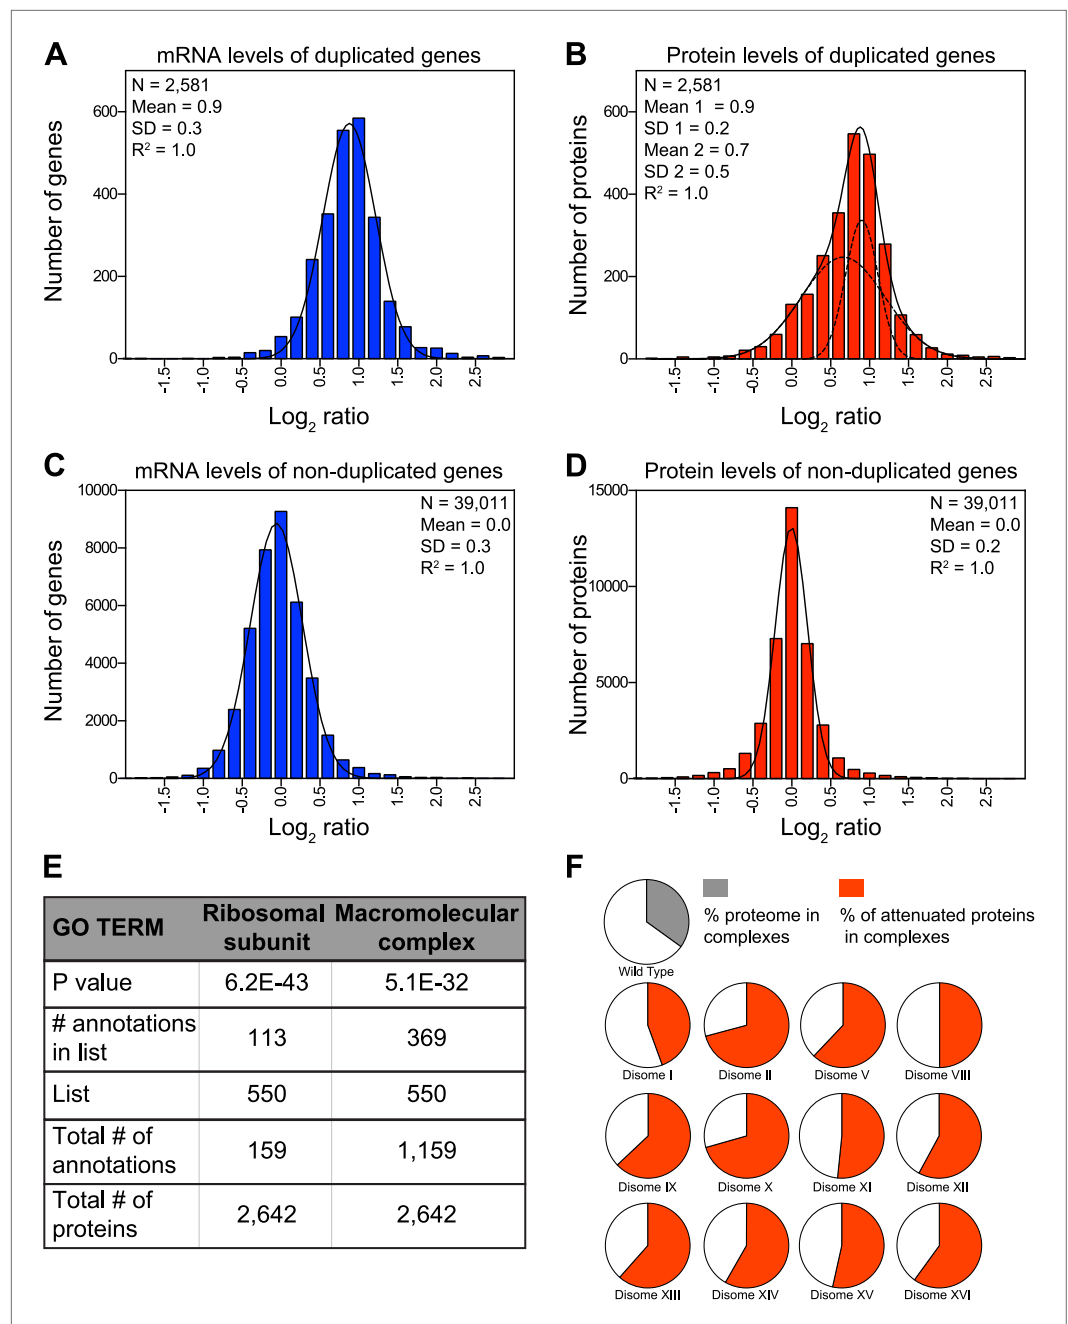 A
mRNA levels of duplicated genes
N = 2,581
Mean = 0.9
SD = 0.3
R² = 1.0
Number of genes
600
400
200
0
-1.5 -1.0 -0.5 0.0 0.5 1.0 1.5 2.0 2.5
Log₂ ratio
B
Protein levels of duplicated genes
N = 2,581
Mean 1 = 0.9
SD 1 = 0.2
Mean 2 = 0.7
SD 2 = 0.5
R² = 1.0
Number of proteins
600
400
200
0
-1.5 -1.0 -0.5 0.0 0.5 1.0 1.5 2.0 2.5
Log₂ ratio
C
mRNA levels of non-duplicated genes
N = 39,011
Mean = 0.0
SD = 0.3
R² = 1.0
Number of genes
10000
8000
6000
4000
2000
0
-1.5 -1.0 -0.5 0.0 0.5 1.0 1.5 2.0 2.5
Log₂ ratio
D
Protein levels of non-duplicated genes
N = 39,011
Mean = 0.0
SD = 0.2
R² = 1.0
Number of proteins
15000
10000
5000
0
-1.5 -1.0 -0.5 0.0 0.5 1.0 1.5 2.0 2.5
Log₂ ratio
E
GO TERM Ribosomal subunit Macromolecular complex
P value 6.2E-43 5.1E-32
# annotations in list 113 369
List 550 550
Total # of annotations 159 1,159
Total # of proteins 2,642 2,642
F
% proteome in
complexes
% of attenuated proteins
in complexes
Wild Type
Disome I Disome II Disome V Disome VIII
Disome IX Disome X Disome XI Disome XII
Disome XIII Disome XIV Disome XV Disome XVI